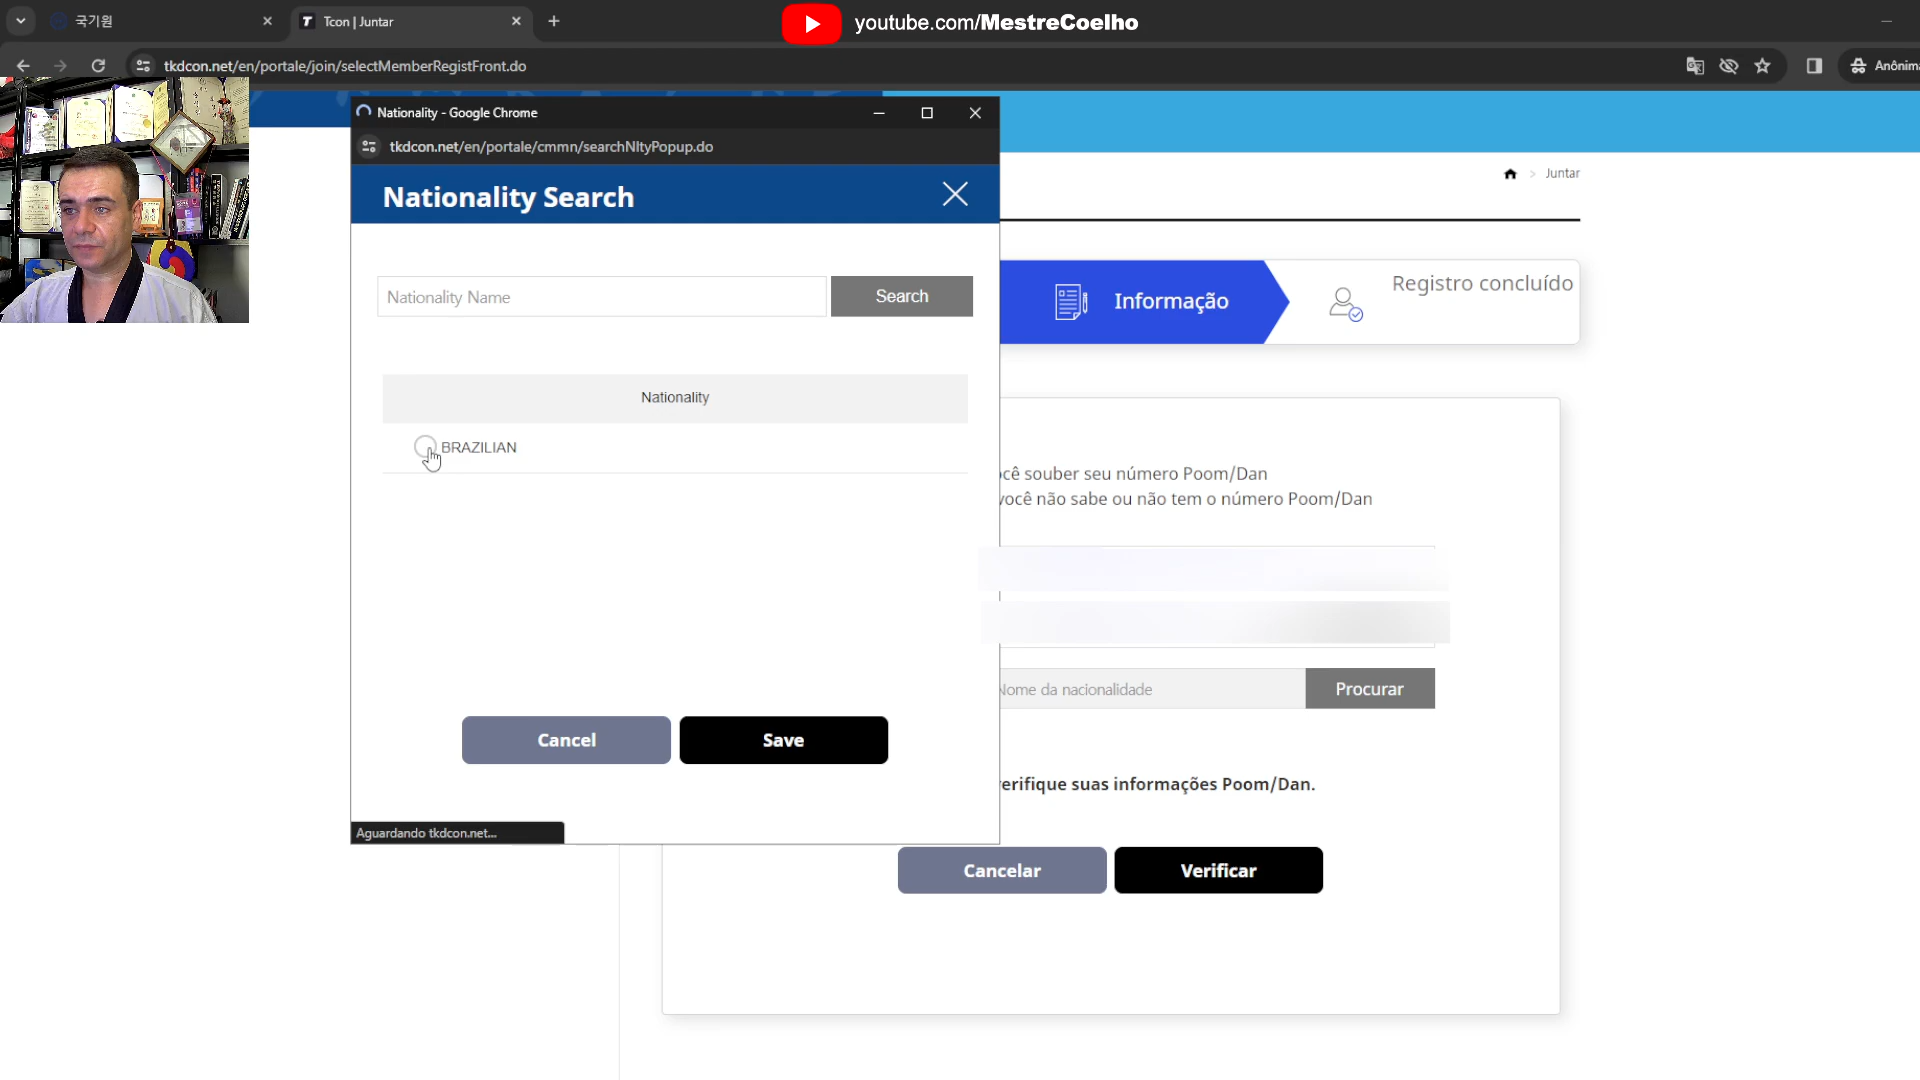 국기원
Tcon | Juntar
youtube.com/MestreCoelho
tkdcon.net/en/portale/join/selectMemberRegistFront.do
Anônima
Nationality - Google Chrome
tkdcon.net/en/portale/cmmn/searchNltyPopup.do
Nationality Search
Nationality Name
Search
Nationality
BRAZILIAN
Cancel
Save
Aguardando tkdcon.net...
Juntar
Informação
Registro concluído
ocê souber seu número Poom/Dan
você não sabe ou não tem o número Poom/Dan
Nome da nacionalidade
Procurar
verifique suas informações Poom/Dan.
Cancelar
Verificar